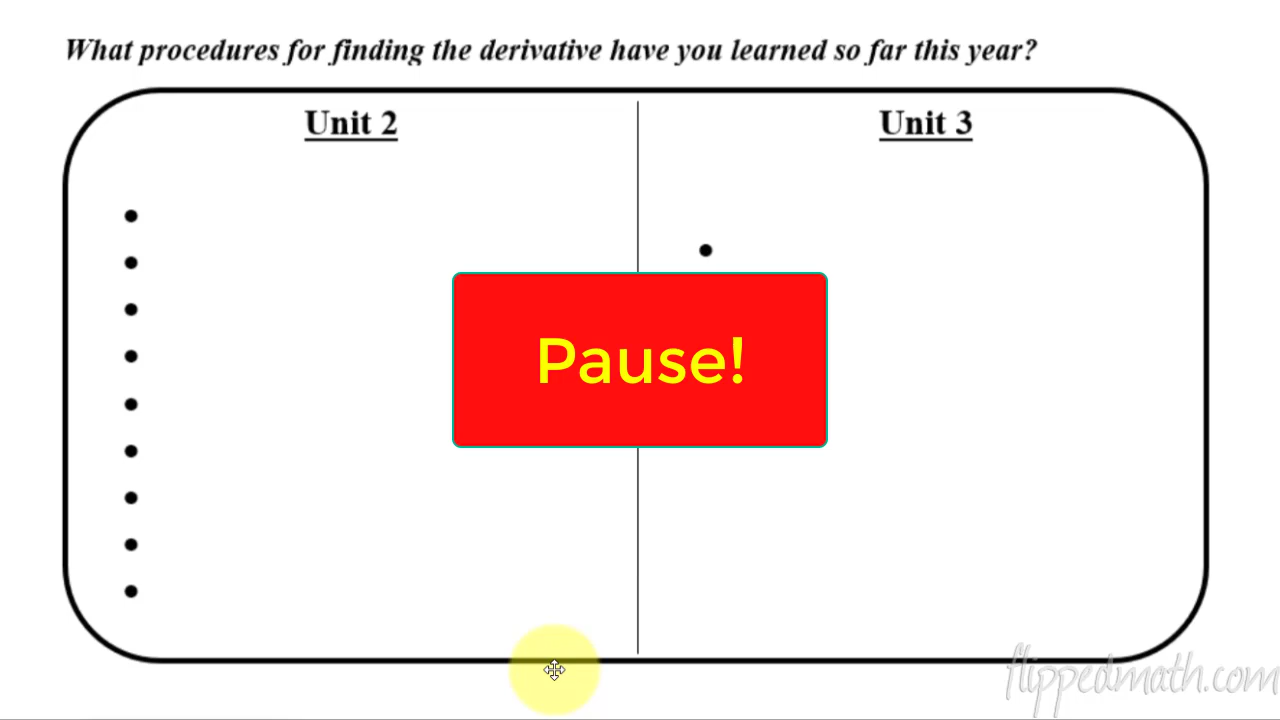 What procedures for finding the derivative have you learned so far this year?
Unit 2
Unit 3
•
•
•
•
•
•
•
•
•
•
Pause!
flippedmath.com